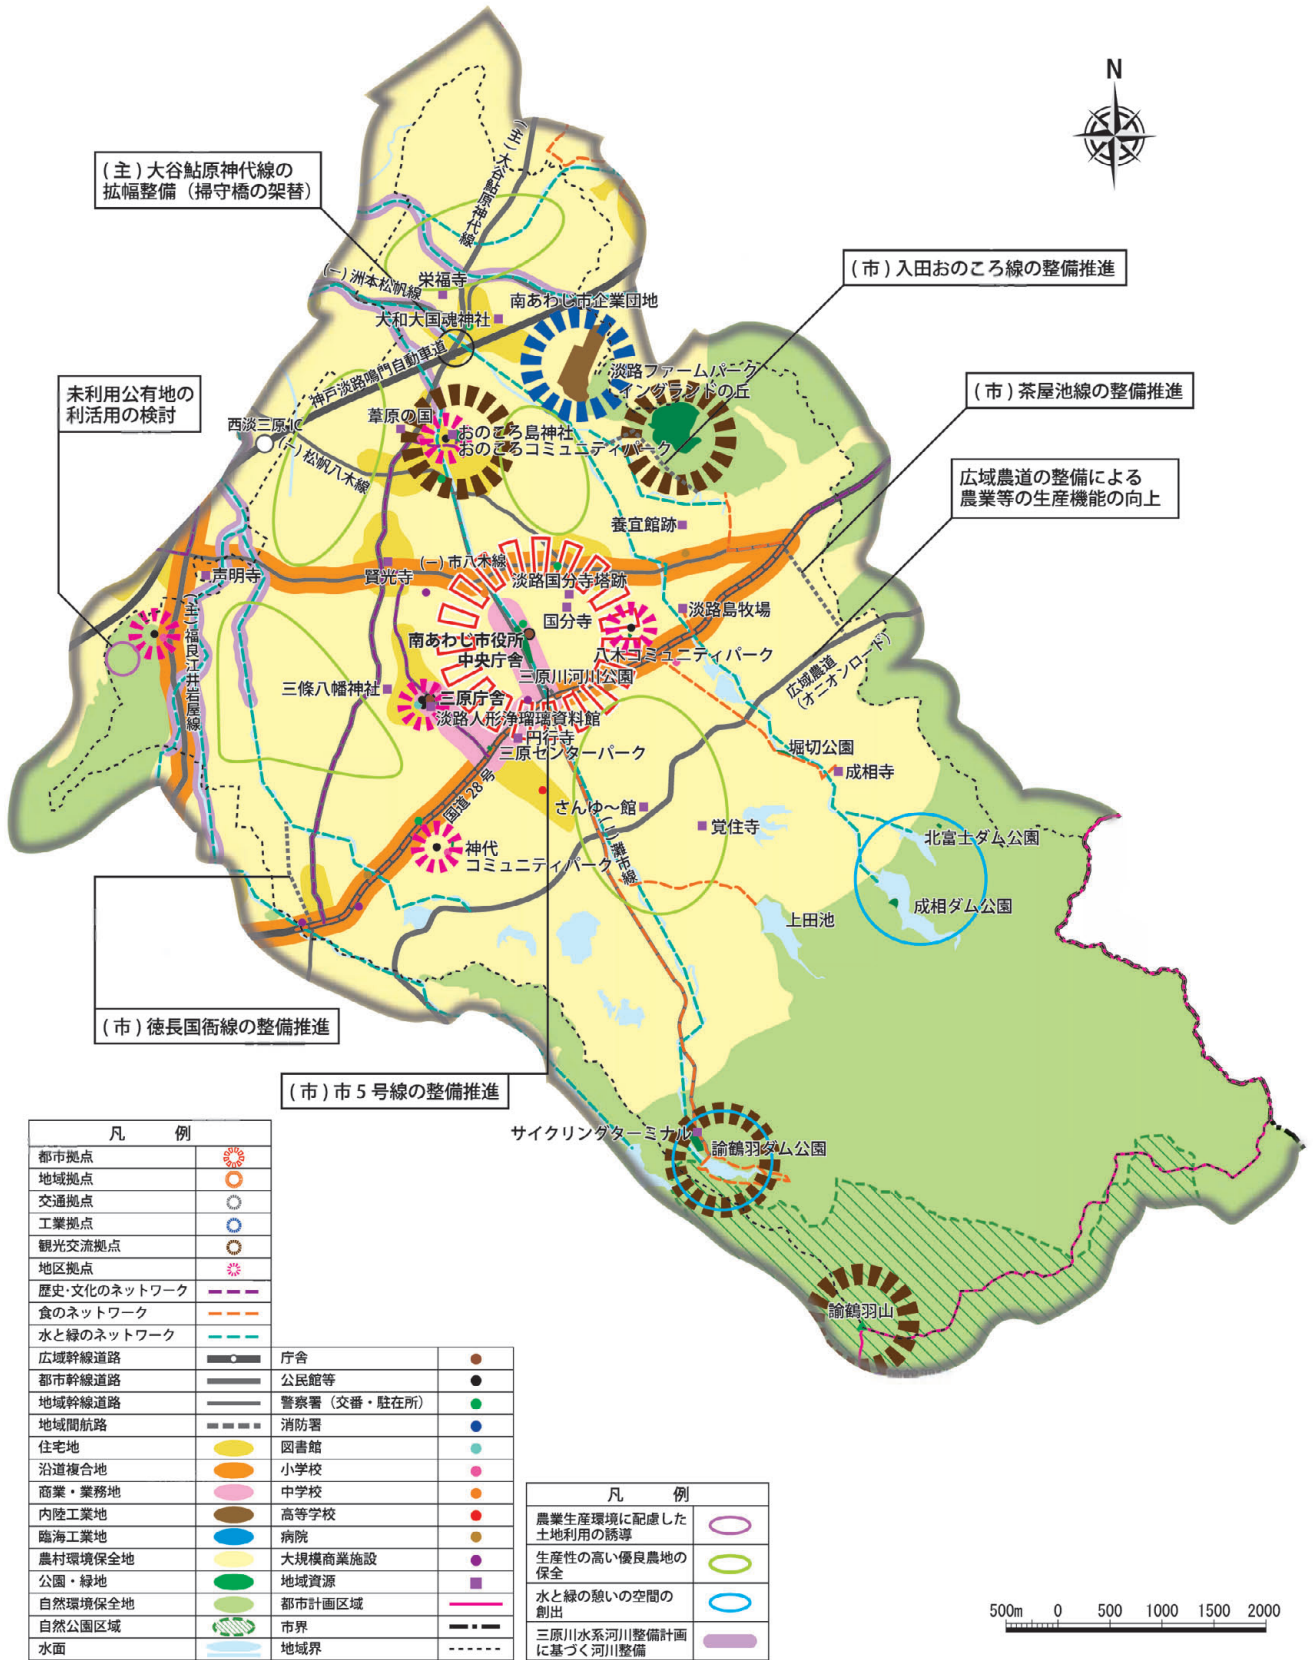 N
(主)大谷鮎原神代線の
拡幅整備（掃守橋の架替）
(主)大谷鮎原神代線
(市)入田おのころ線の整備推進
(一)洲本松帆線
栄福寺
南あわじ市企業団地
大和大国魂神社
神戸淡路鳴門自動車道
淡路ファームパーク
イングランドの丘
(市)茶屋池線の整備推進
未利用公有地の
利活用の検討
西淡三原IC
葦原の国
おのころ島神社
おのころコミュニティパーク
(一)松帆八木線
広域農道の整備による
農業等の生産機能の向上
養宜館跡
(一)市八木線
声明寺
賢光寺
淡路国分寺塔跡
国分寺
淡路島牧場
南あわじ市役所
中央庁舎
八木コミュニティパーク
(主)福良江井岩屋線
三原川河川公園
広域農道
(オニオンロード)
三條八幡神社
三原庁舎
淡路人形浄瑠璃資料館
円行寺
三原センターパーク
堀切公園
成相寺
国道28号
さんゆ〜館
覚住寺
北富士ダム公園
神代
コミュニティパーク
(一)灘市線
上田池
成相ダム公園
(市)徳長国衙線の整備推進
(市)市5号線の整備推進
サイクリングターミナル
諭鶴羽ダム公園
諭鶴羽山
凡　例
都市拠点
地域拠点
交通拠点
工業拠点
観光交流拠点
地区拠点
歴史・文化のネットワーク
食のネットワーク
水と緑のネットワーク
広域幹線道路
都市幹線道路
地域幹線道路
地域間航路
住宅地
沿道複合地
商業・業務地
内陸工業地
臨海工業地
農村環境保全地
公園・緑地
自然環境保全地
自然公園区域
水面
庁舎
公民館等
警察署（交番・駐在所）
消防署
図書館
小学校
中学校
高等学校
病院
大規模商業施設
地域資源
都市計画区域
市界
地域界
凡　例
農業生産環境に配慮した
土地利用の誘導
生産性の高い優良農地の
保全
水と緑の憩いの空間の
創出
三原川水系河川整備計画
に基づく河川整備
500m 0 500 1000 1500 2000